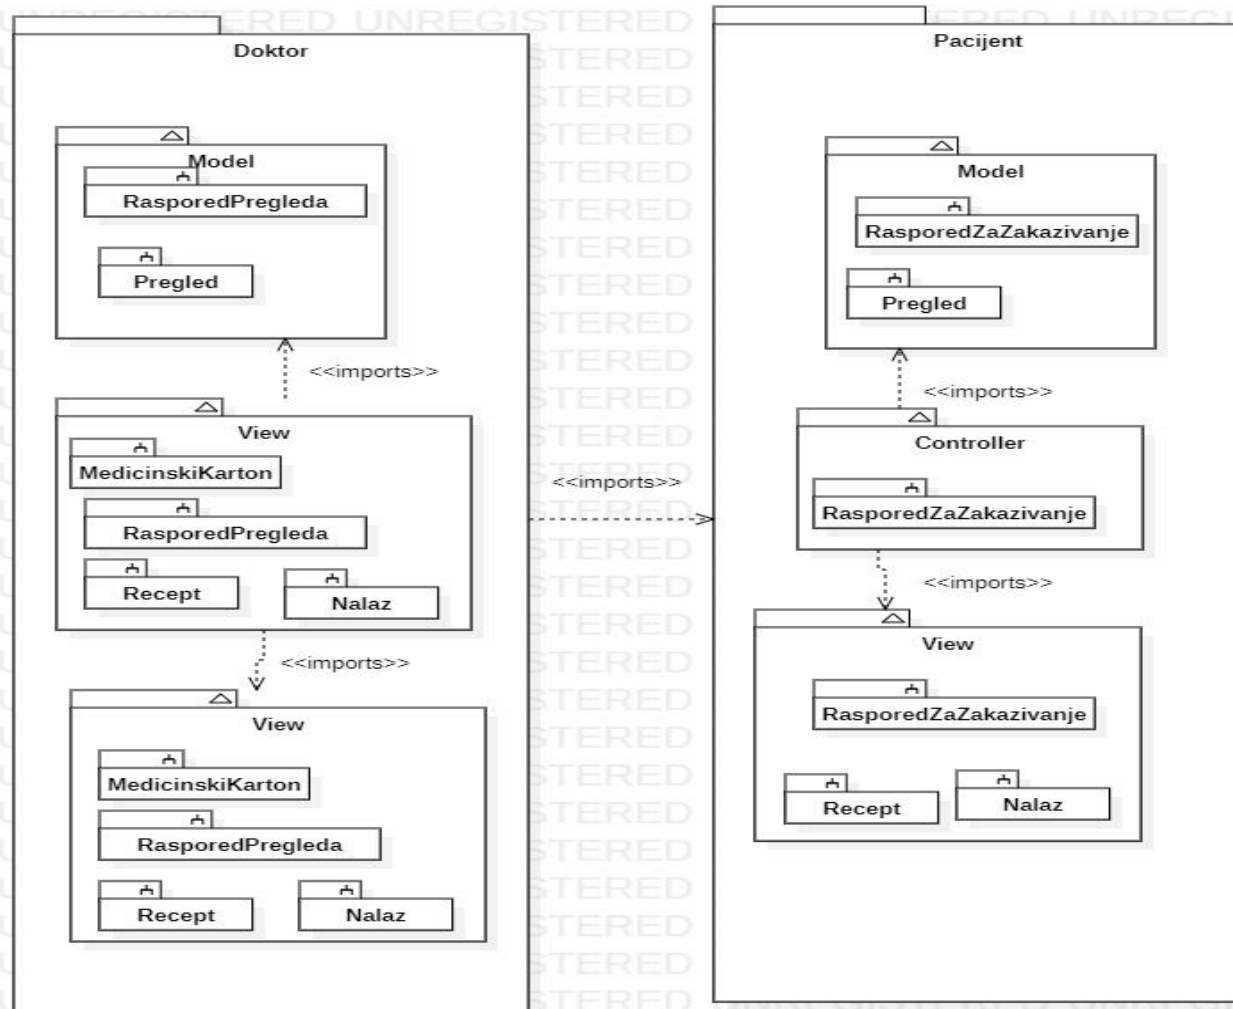 UNREGISTERED UNREGISTERED
Doktor
Model
RasporedPregleda
Pregled
<<imports>>
View
MedicinskiKarton
RasporedPregleda
Recept
Nalaz
<<imports>>
View
MedicinskiKarton
RasporedPregleda
Recept
Nalaz
<<imports>>
Pacijent
Model
RasporedZaZakazivanje
Pregled
<<imports>>
Controller
RasporedZaZakazivanje
<<imports>>
View
RasporedZaZakazivanje
Recept
Nalaz